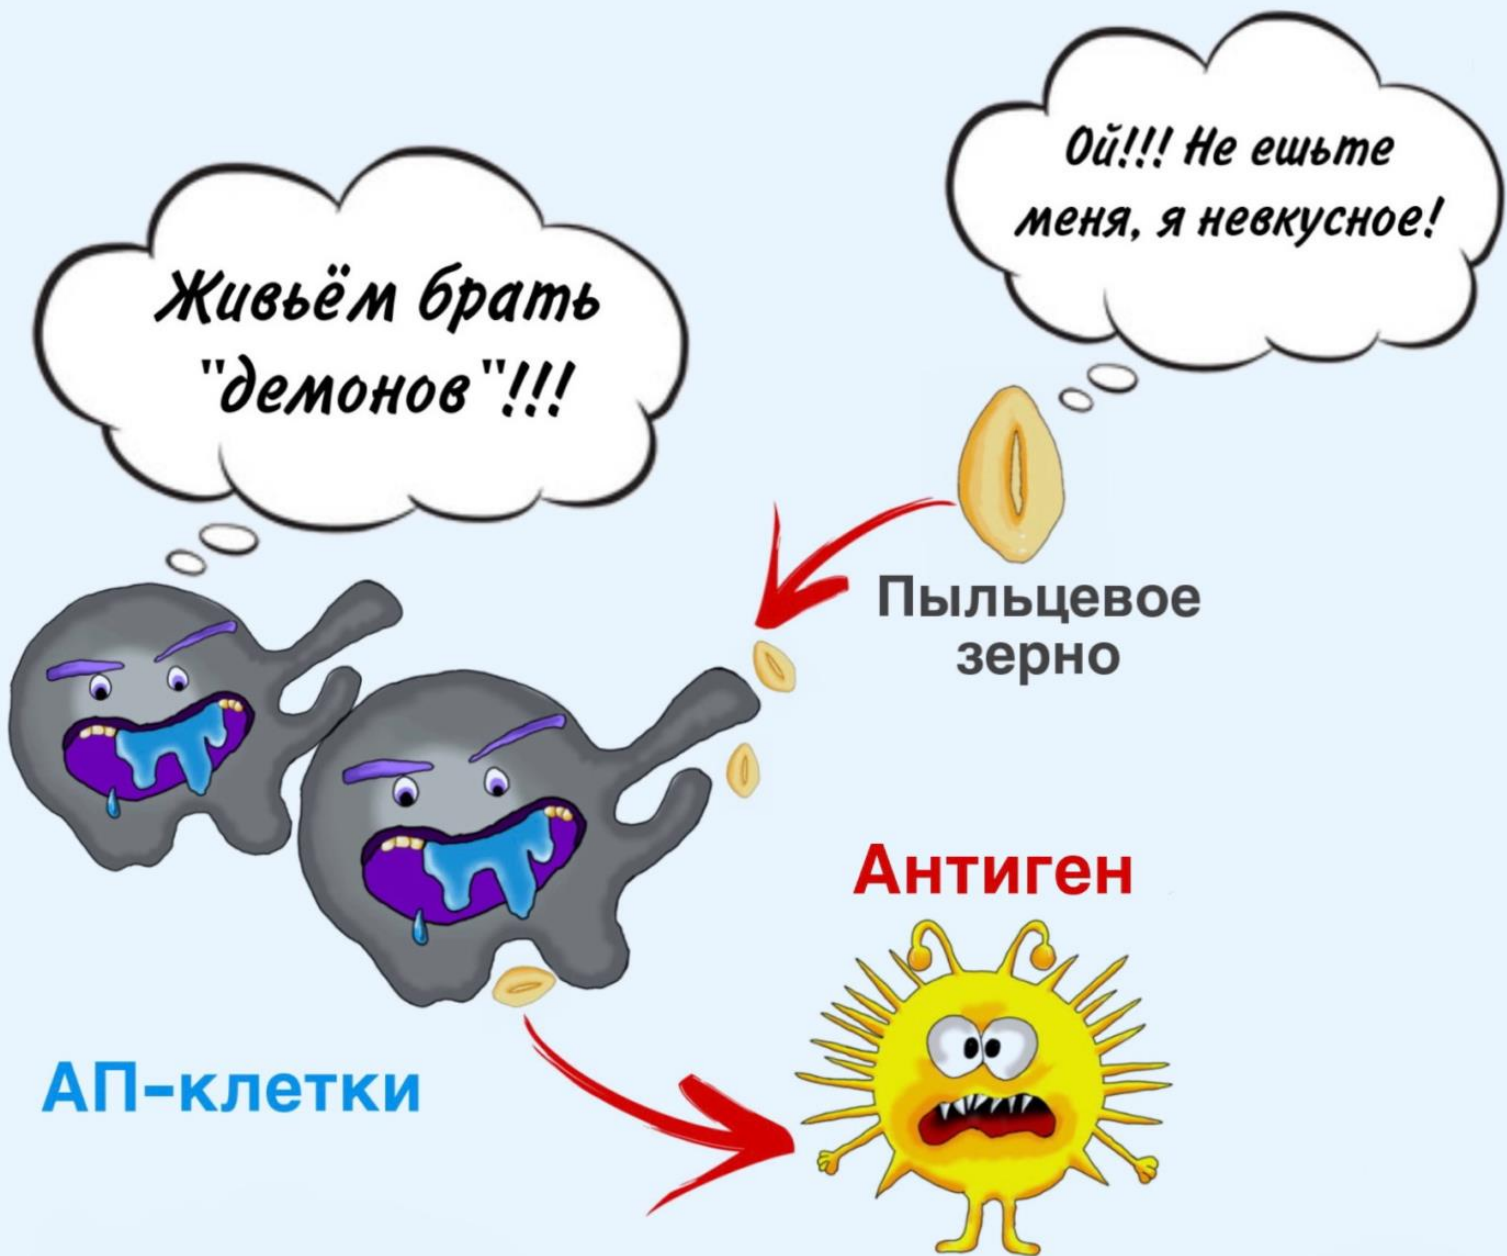 Ой!!! Не ешьте
меня, я невкусное!
Живьём брать
"демонов"!!!
Пыльцевое
зерно
Антиген
АП-клетки